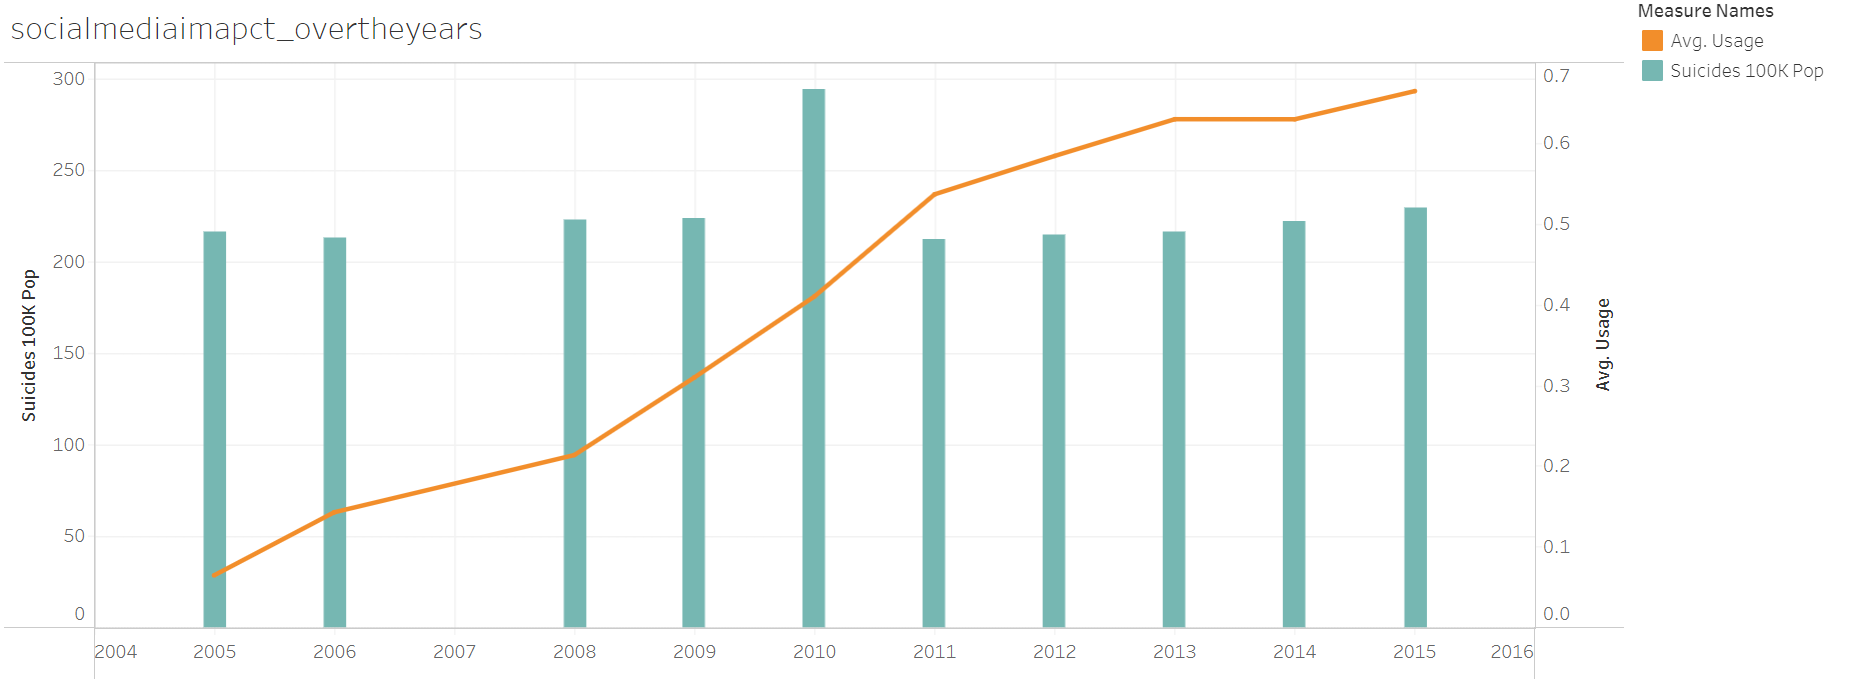 socialmediaimapct_overtheyears
Measure Names
Avg. Usage
Suicides 100K Pop
Suicides 100K Pop
300
250
200
150
100
50
0
0.7
0.6
0.5
0.4
0.3
0.2
0.1
0.0
Avg. Usage
2004 2005 2006 2007 2008 2009 2010 2011 2012 2013 2014 2015 2016